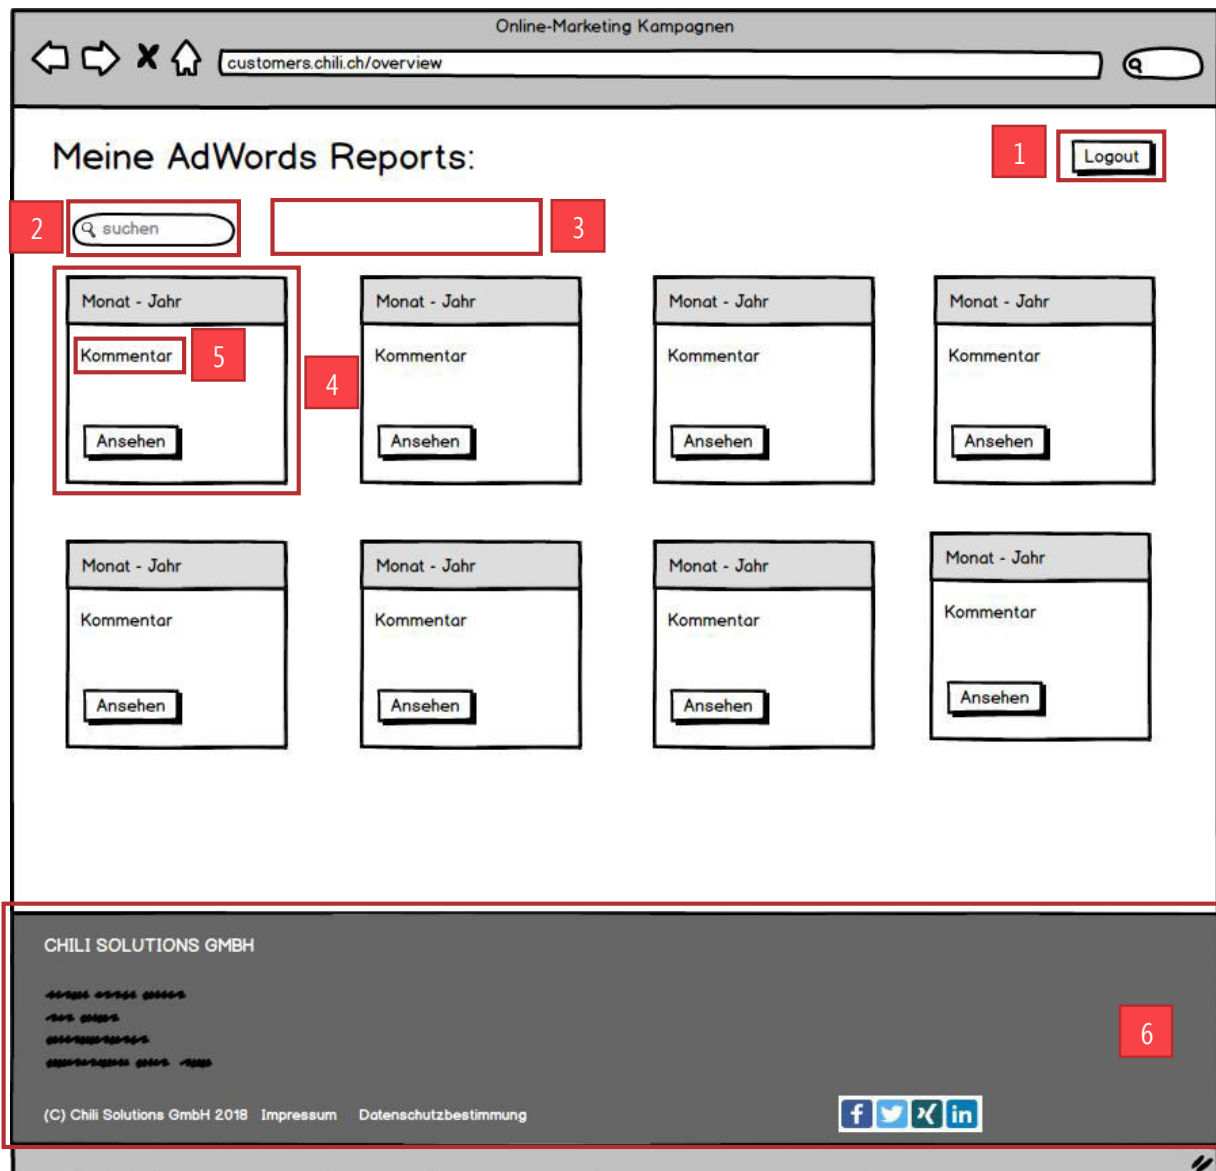 Online-Marketing Kampagnen
customers.chili.ch/overview
Meine AdWords Reports:
1
Logout
2
suchen
3
Monat - Jahr
Monat - Jahr
Monat - Jahr
Monat - Jahr
Kommentar
5
4
Kommentar
Kommentar
Kommentar
Ansehen
Ansehen
Ansehen
Ansehen
Monat - Jahr
Monat - Jahr
Monat - Jahr
Monat - Jahr
Kommentar
Kommentar
Kommentar
Kommentar
Ansehen
Ansehen
Ansehen
Ansehen
CHILI SOLUTIONS GMBH
6
(C) Chili Solutions GmbH 2018 Impressum Datenschutzbestimmung